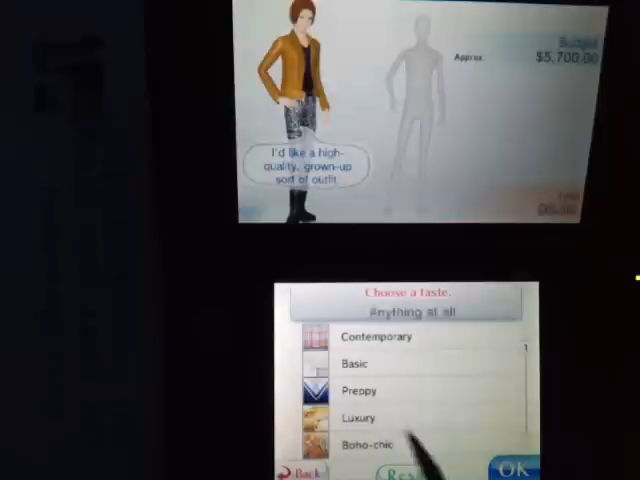 Budget
Approx. $5,700.00
I'd like a high-
quality, grown-up
sort of outfit.
Total
Choose a taste.
Anything at all
Contemporary
Basic
Preppy
Luxury
Boho-chic
Back
OK